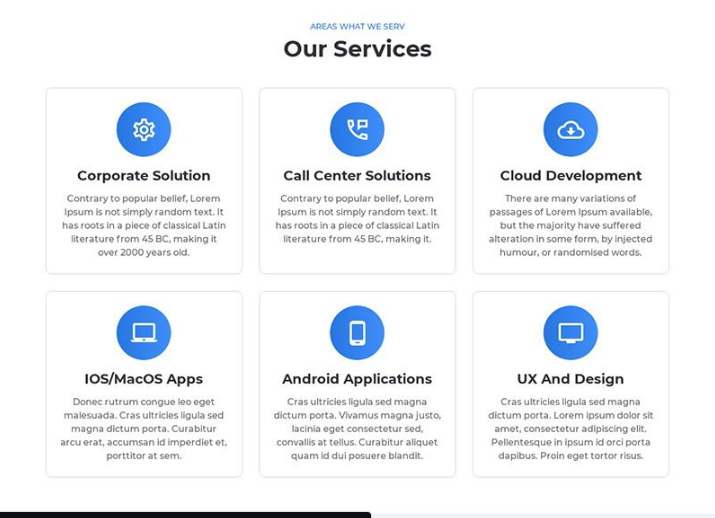 AREAS WHAT WE SERV
Our Services
Corporate Solution
Contrary to popular belief, Lorem
Ipsum is not simply random text. It
has roots in a piece of classical Latin
literature from 45 BC, making it
over 2000 years old.
Call Center Solutions
Contrary to popular belief, Lorem
Ipsum is not simply random text. It
has roots in a piece of classical Latin
literature from 45 BC, making it.
Cloud Development
There are many variations of
passages of Lorem Ipsum available,
but the majority have suffered
alteration in some form, by injected
humour, or randomised words.
IOS/MacOS Apps
Donec rutrum congue leo eget
malesuada. Cras ultricies ligula sed
magna dictum porta. Curabitur
arcu erat, accumsan id imperdiet et,
porttitor at sem.
Android Applications
Cras ultricies ligula sed magna
dictum porta. Vivamus magna justo,
lacinia eget consectetur sed,
convallis at tellus. Curabitur aliquet
quam id dui posuere blandit.
UX And Design
Cras ultricies ligula sed magna
dictum porta. Lorem ipsum dolor sit
amet, consectetur adipiscing elit.
Pellentesque in ipsum id orci porta
dapibus. Proin eget tortor risus.